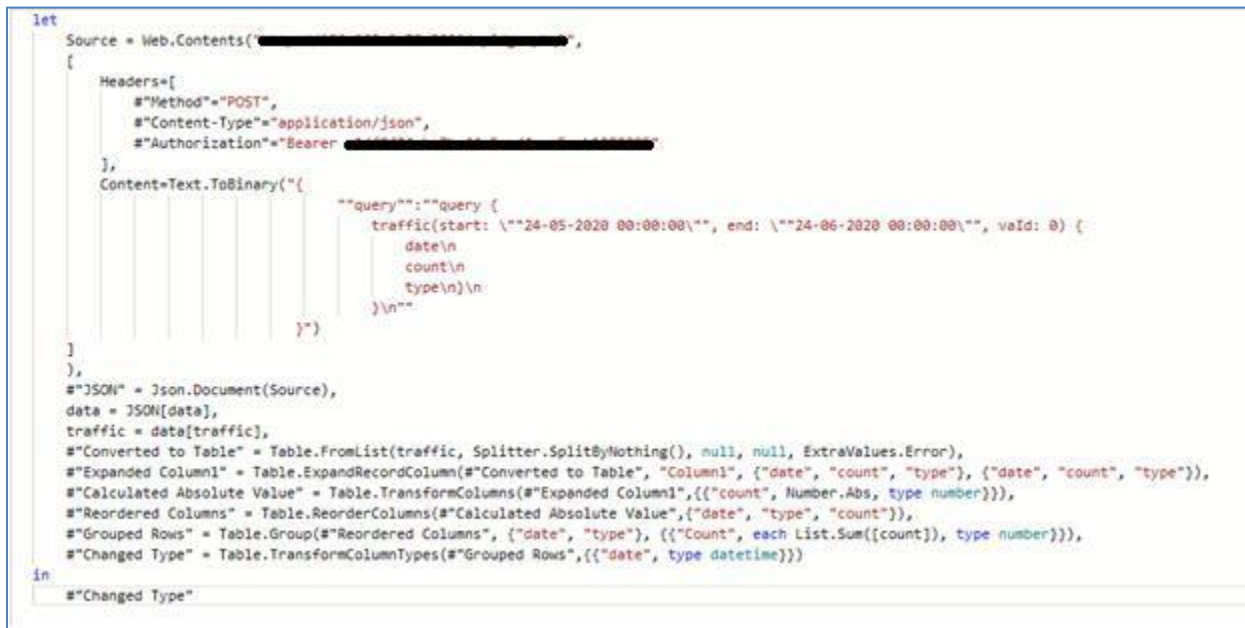 let
Source = Web.Contents("",
[
Headers=[
#"Method"="POST",
#"Content-Type"="application/json",
#"Authorization"="Bearer "
],
Content=Text.ToBinary("{
""query"":""query {
traffic(start: \""24-05-2020 00:00:00\"", end: \""24-06-2020 00:00:00\"", vaId: 0) {
date\n
count\n
type\n}\n
}\n""
}")
]
),
#"JSON" = Json.Document(Source),
data = JSON[data],
traffic = data[traffic],
#"Converted to Table" = Table.FromList(traffic, Splitter.SplitByNothing(), null, null, ExtraValues.Error),
#"Expanded Column1" = Table.ExpandRecordColumn(#"Converted to Table", "Column1", {"date", "count", "type"}, {"date", "count", "type"}),
#"Calculated Absolute Value" = Table.TransformColumns(#"Expanded Column1",{{"count", Number.Abs, type number}}),
#"Reordered Columns" = Table.ReorderColumns(#"Calculated Absolute Value",{"date", "type", "count"}),
#"Grouped Rows" = Table.Group(#"Reordered Columns", {"date", "type"}, {{"Count", each List.Sum([count]), type number}}),
#"Changed Type" = Table.TransformColumnTypes(#"Grouped Rows",{{"date", type datetime}})
in
#"Changed Type"